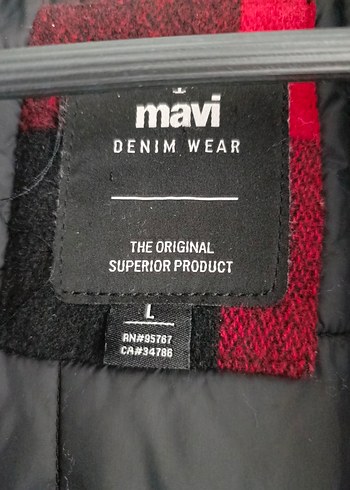 mavi
DENIM WEAR
THE ORIGINAL
SUPERIOR PRODUCT
L
RN#95767
CA#34786